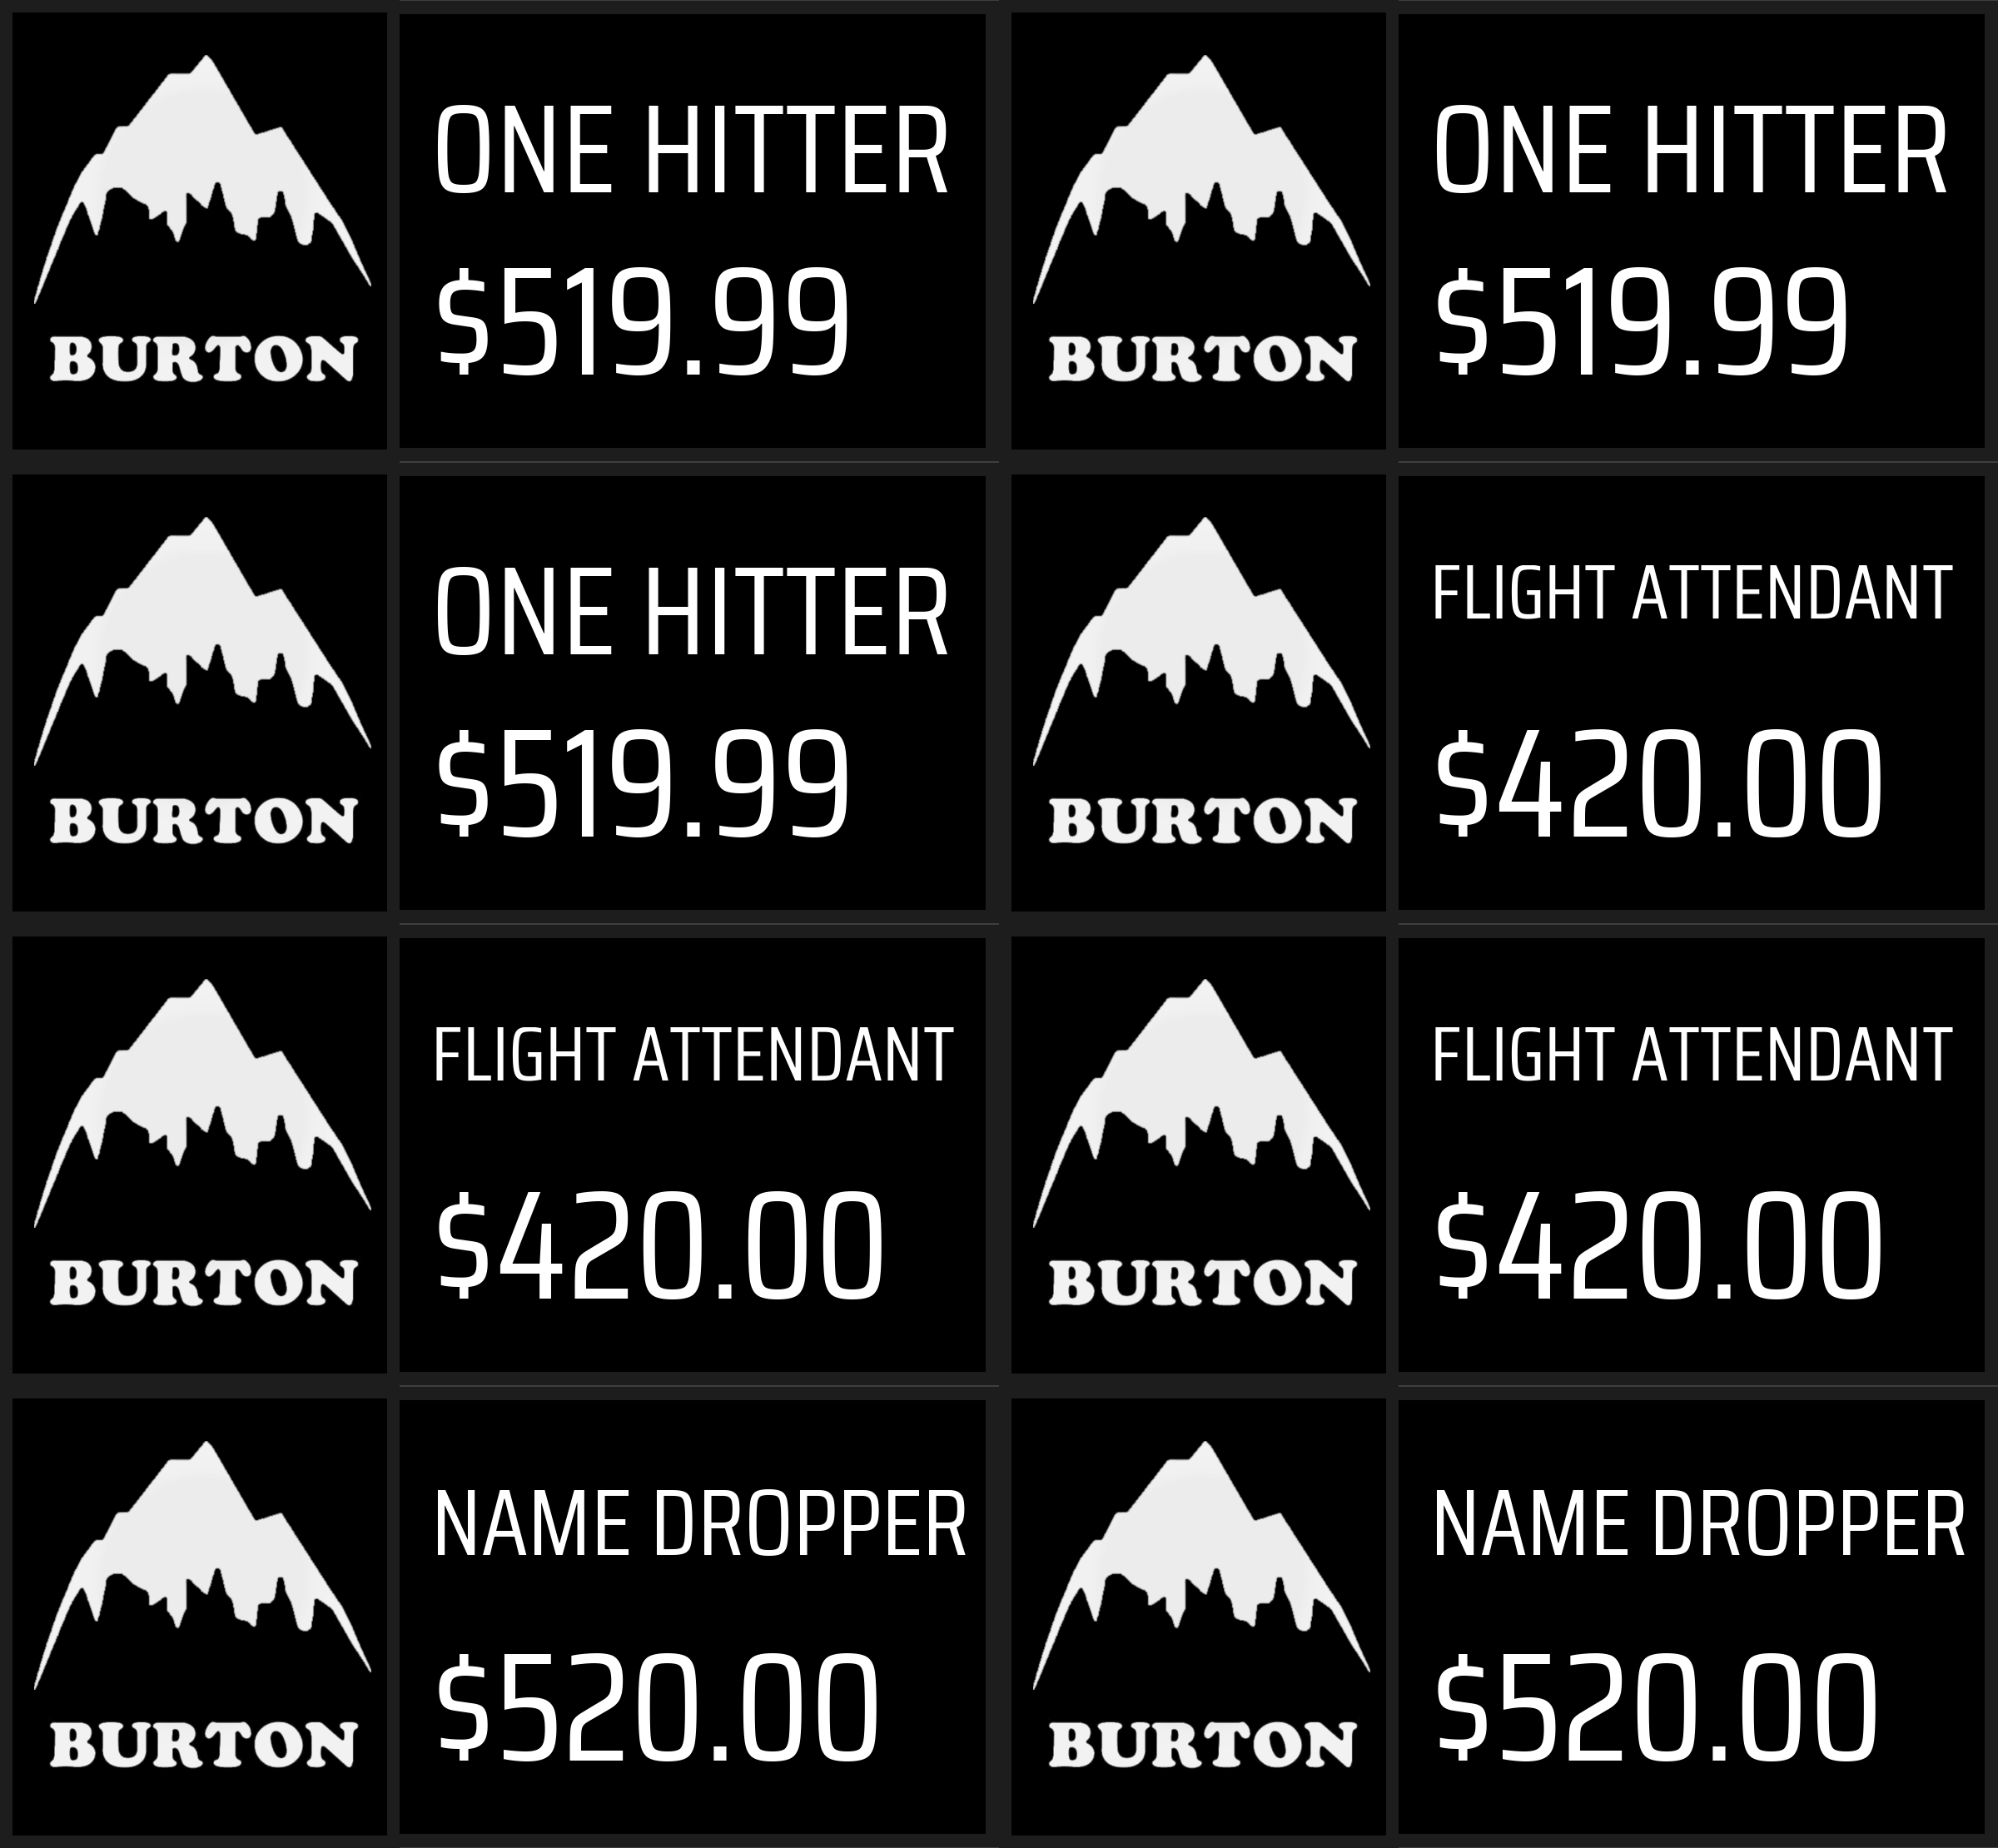 ONE HITTER
$519.99
BURTON
ONE HITTER
$519.99
BURTON
ONE HITTER
$519.99
BURTON
FLIGHT ATTENDANT
$420.00
BURTON
FLIGHT ATTENDANT
$420.00
BURTON
FLIGHT ATTENDANT
$420.00
BURTON
NAME DROPPER
$520.00
BURTON
NAME DROPPER
$520.00
BURTON